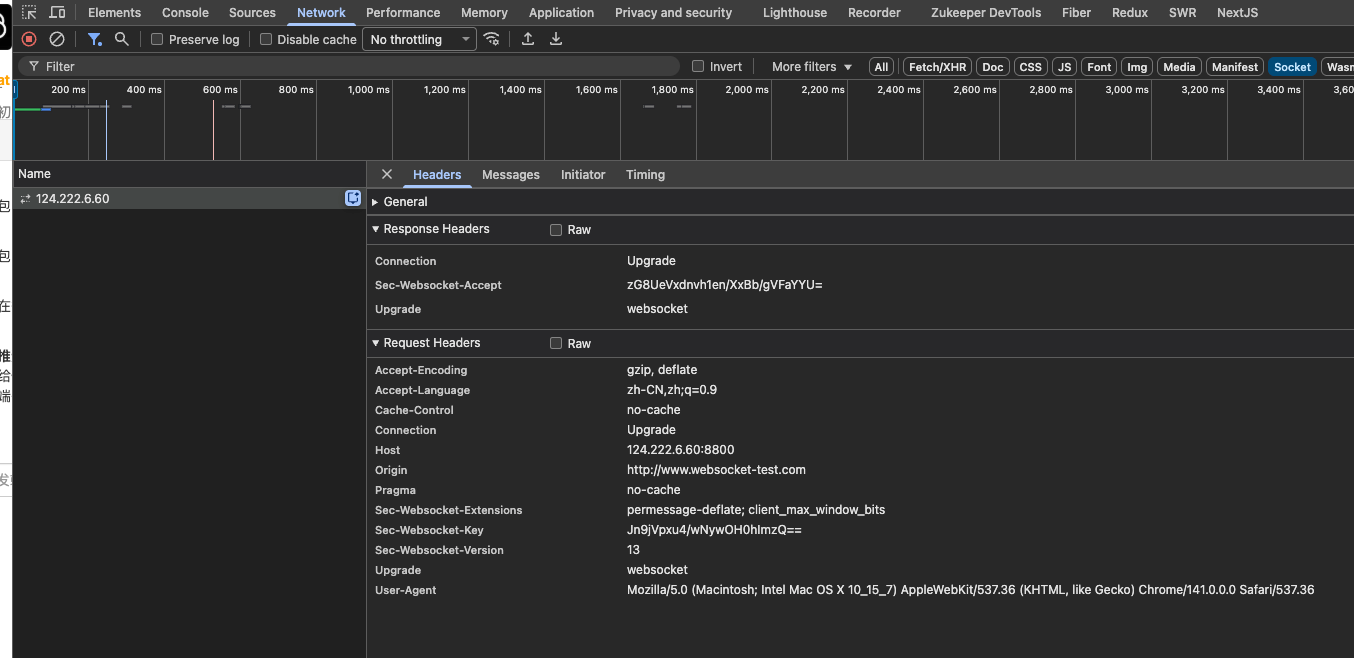 Elements Console Sources Network Performance Memory Application Privacy and security Lighthouse Recorder Zukeeper DevTools Fiber Redux SWR NextJS
Preserve log Disable cache No throttling
Filter Invert More filters All Fetch/XHR Doc CSS JS Font Img Media Manifest Socket Wasm
200 ms 400 ms 600 ms 800 ms 1,000 ms 1,200 ms 1,400 ms 1,600 ms 1,800 ms 2,000 ms 2,200 ms 2,400 ms 2,600 ms 2,800 ms 3,000 ms 3,200 ms 3,400 ms 3,60
初
Name
Headers Messages Initiator Timing
124.222.6.60
包
General
Response Headers Raw
包
Connection Upgrade
Sec-Websocket-Accept zG8UeVxdnvh1en/XxBb/gVFaYYU=
在
Upgrade websocket
Request Headers Raw
推
给
端
Accept-Encoding gzip, deflate
Accept-Language zh-CN,zh;q=0.9
Cache-Control no-cache
Connection Upgrade
Host 124.222.6.60:8800
Origin http://www.websocket-test.com
Pragma no-cache
Sec-Websocket-Extensions permessage-deflate; client_max_window_bits
Sec-Websocket-Key Jn9jVpxu4/wNywOH0hImzQ==
Sec-Websocket-Version 13
Upgrade websocket
User-Agent Mozilla/5.0 (Macintosh; Intel Mac OS X 10_15_7) AppleWebKit/537.36 (KHTML, like Gecko) Chrome/141.0.0.0 Safari/537.36